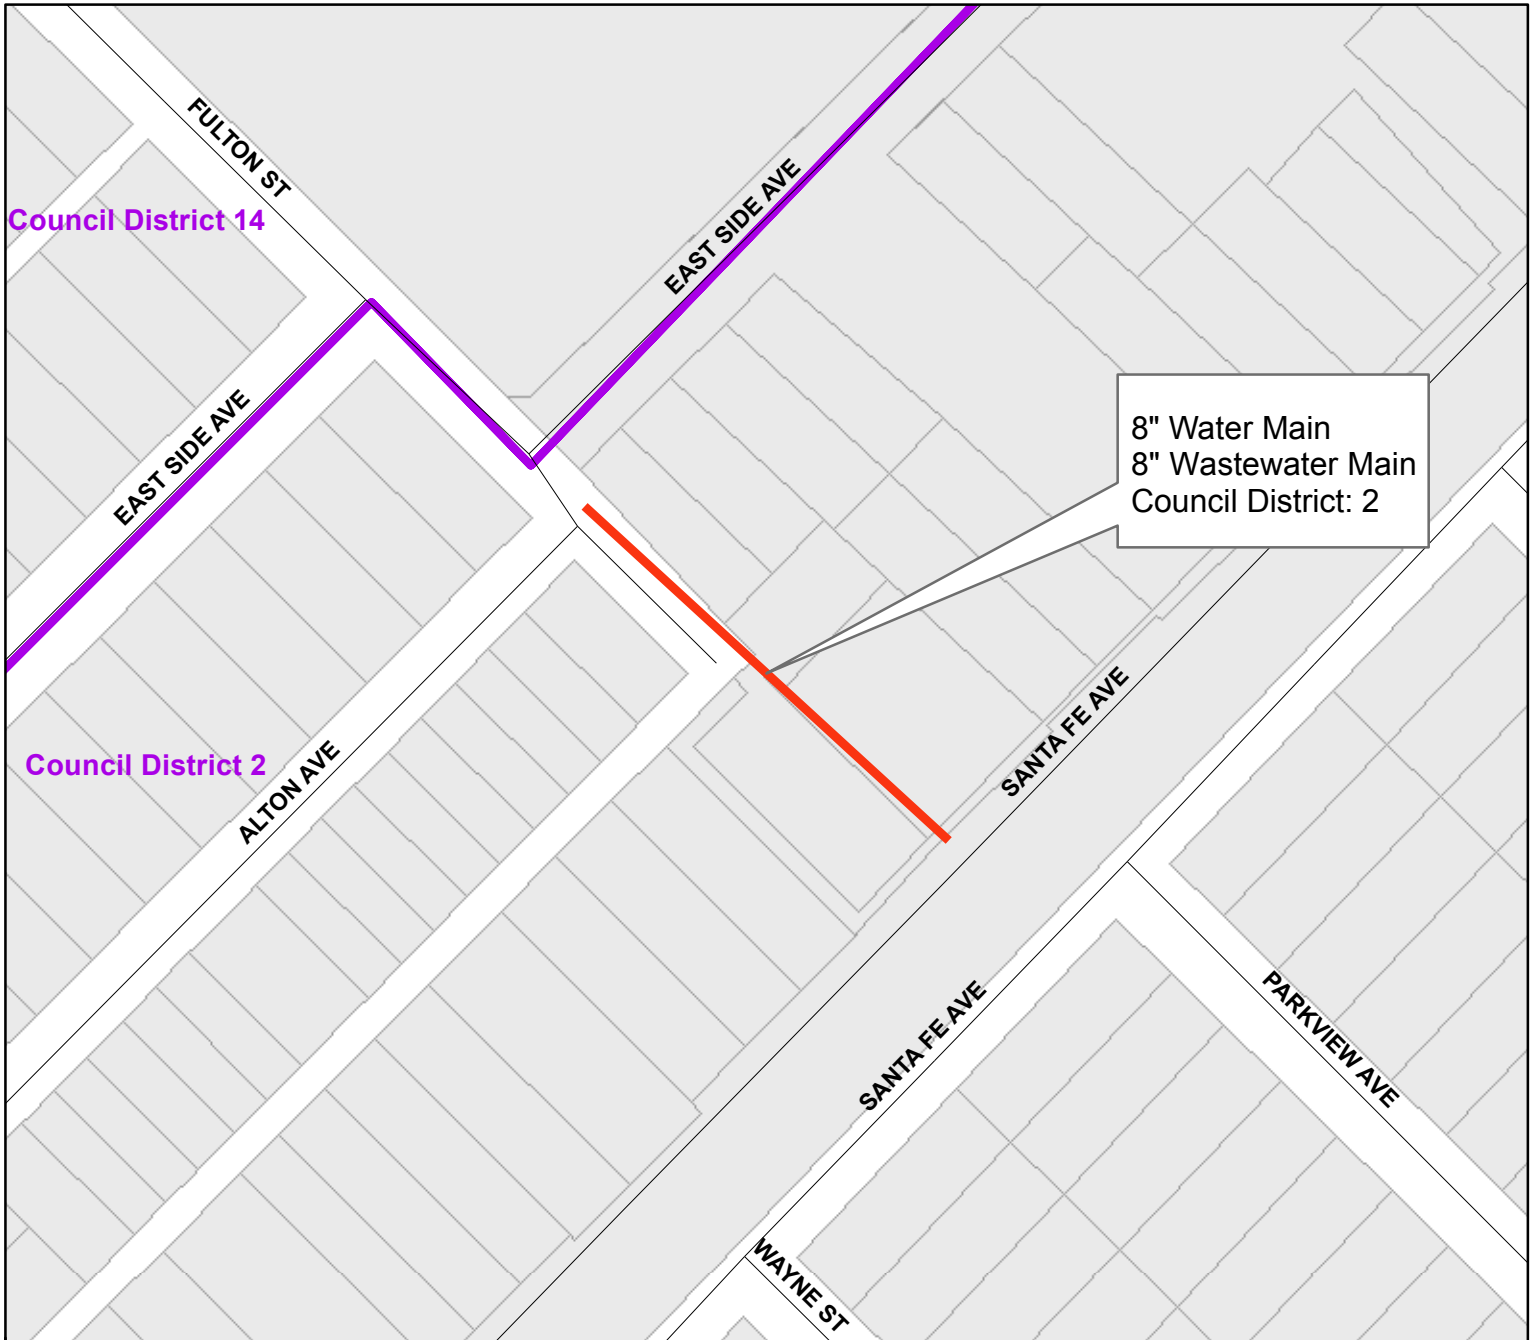 FULTON ST
EAST SIDE AVE
Council District 14
EAST SIDE AVE
8" Water Main
8" Wastewater Main
Council District: 2
SANTA FE AVE
Council District 2
ALTON AVE
SANTA FE AVE
PARKVIEW AVE
WAYNE ST